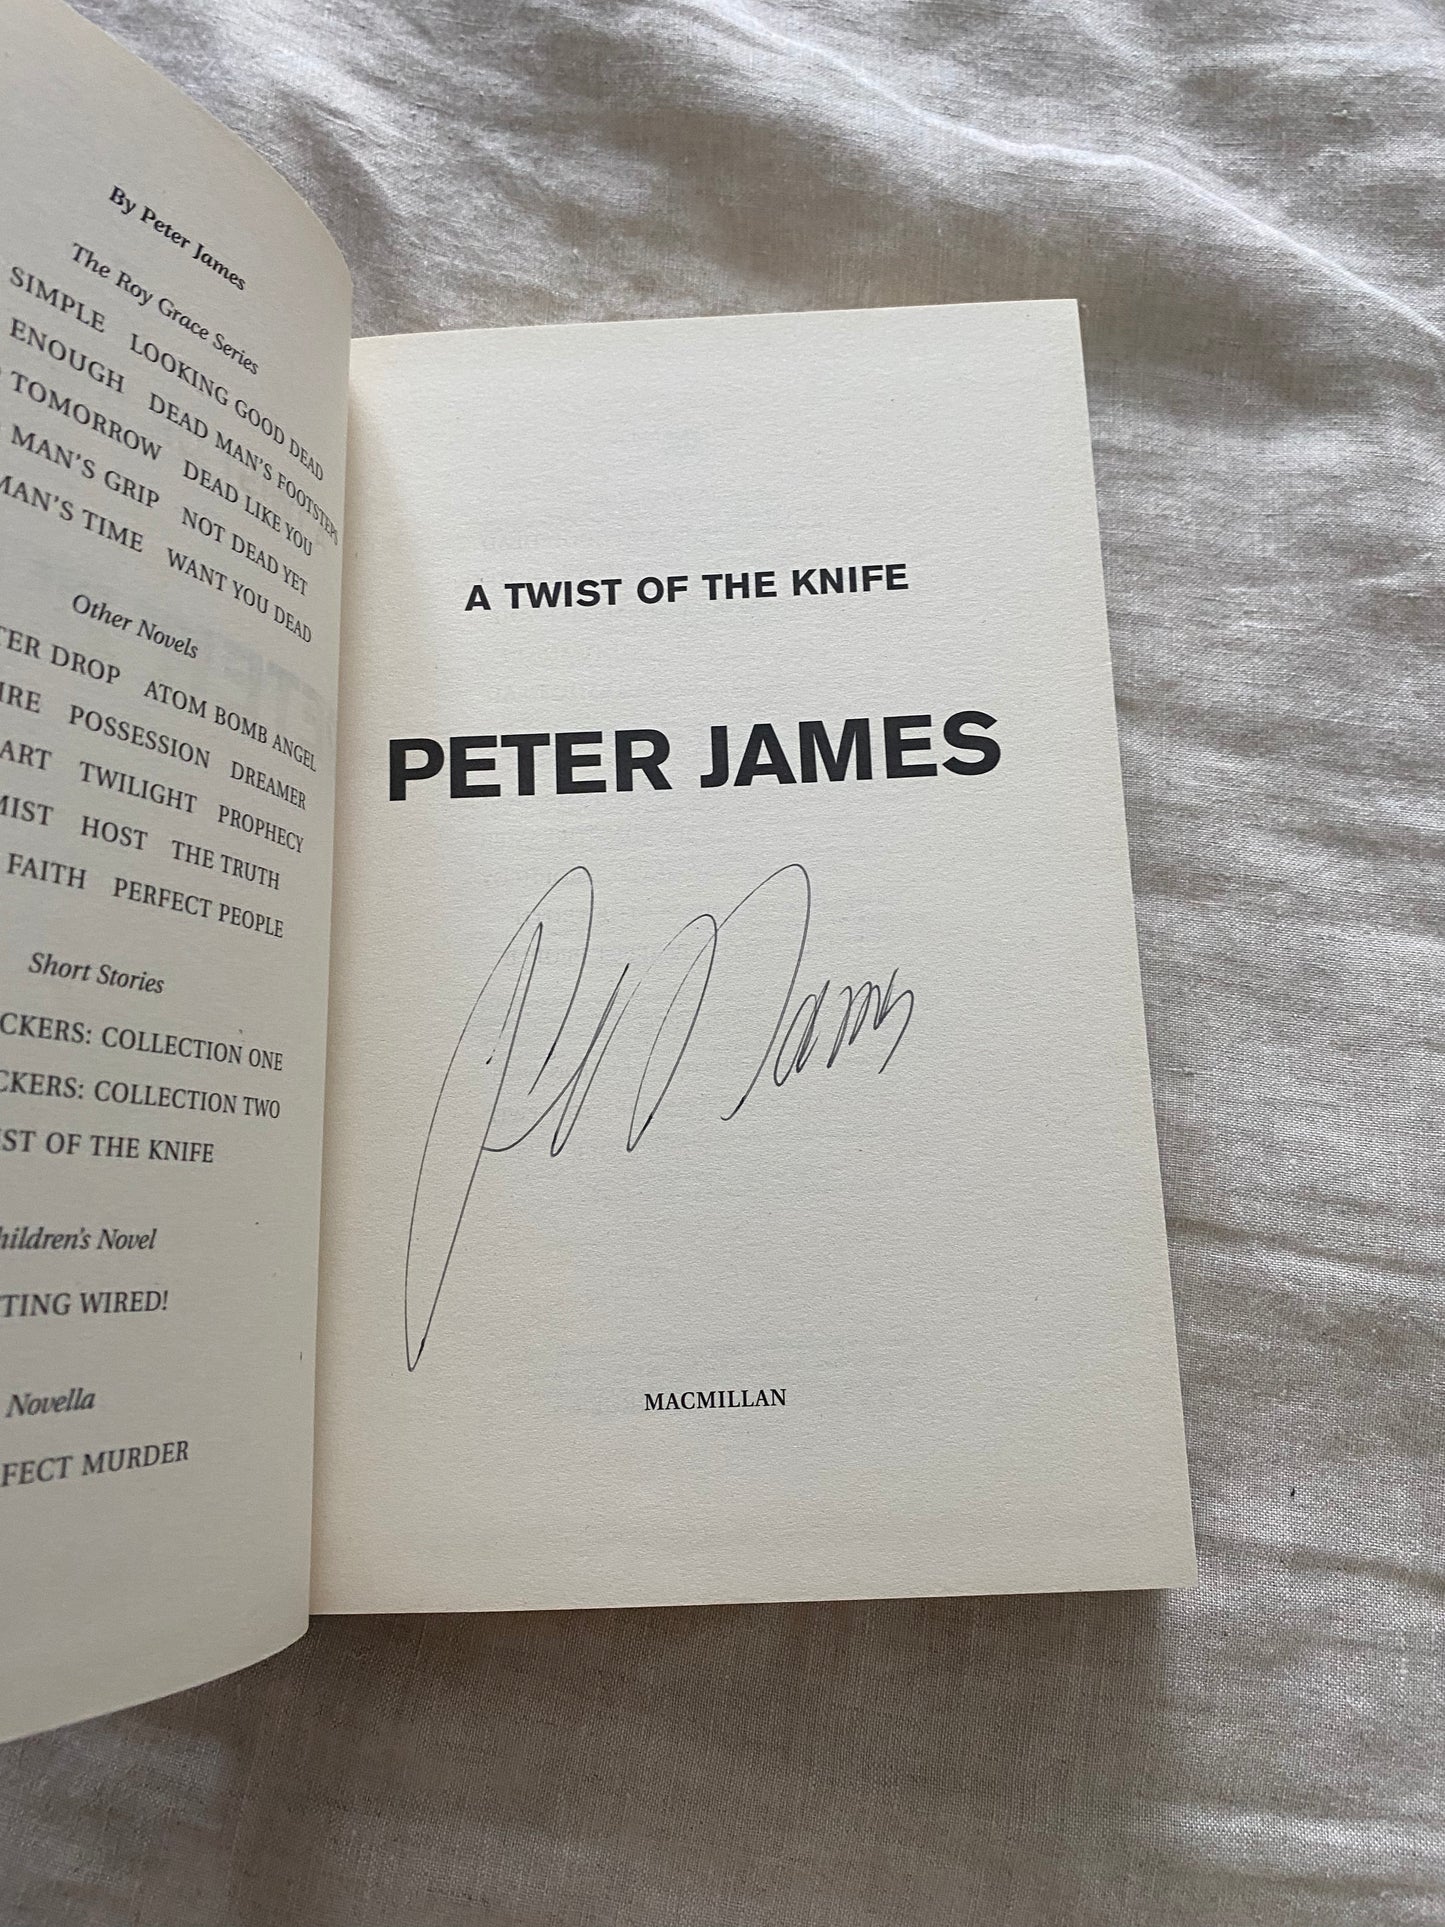 By Peter James
The Roy Grace Series
SIMPLE LOOKING GOOD DEAD
ENOUGH DEAD MAN'S FOOTSTEPS
TOMORROW DEAD LIKE YOU
MAN'S GRIP NOT DEAD YET
MAN'S TIME WANT YOU DEAD
Other Novels
TER DROP ATOM BOMB ANGEL
IRE POSSESSION DREAMER
ART TWILIGHT PROPHECY
MIST HOST THE TRUTH
FAITH PERFECT PEOPLE
Short Stories
CKERS: COLLECTION ONE
CKERS: COLLECTION TWO
IST OF THE KNIFE
hildren's Novel
TING WIRED!
Novella
FECT MURDER
A TWIST OF THE KNIFE
PETER JAMES
James
MACMILLAN